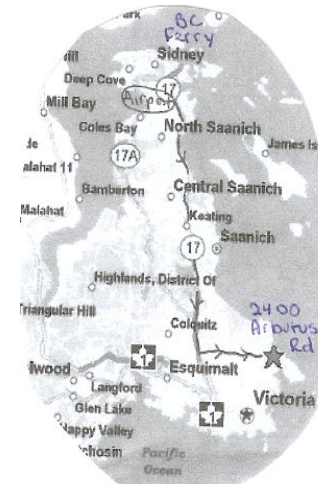 Park
BC
Ferry
Sidney
Deep Cove
Airport
17
Mill Bay
Coles Bay
North Saanich
James Is
17A
alahat 11
Bamberton
Central Saanich
Malahat
Keating
17
Saanich
Highlands, District Of
Triangular Hill
2400
Arbutus
Rd
Colquitz
1
lwood
Esquimalt
Langford
Glen Lake
1
Victoria
Happy Valley
chosin
Pacific
Ocean